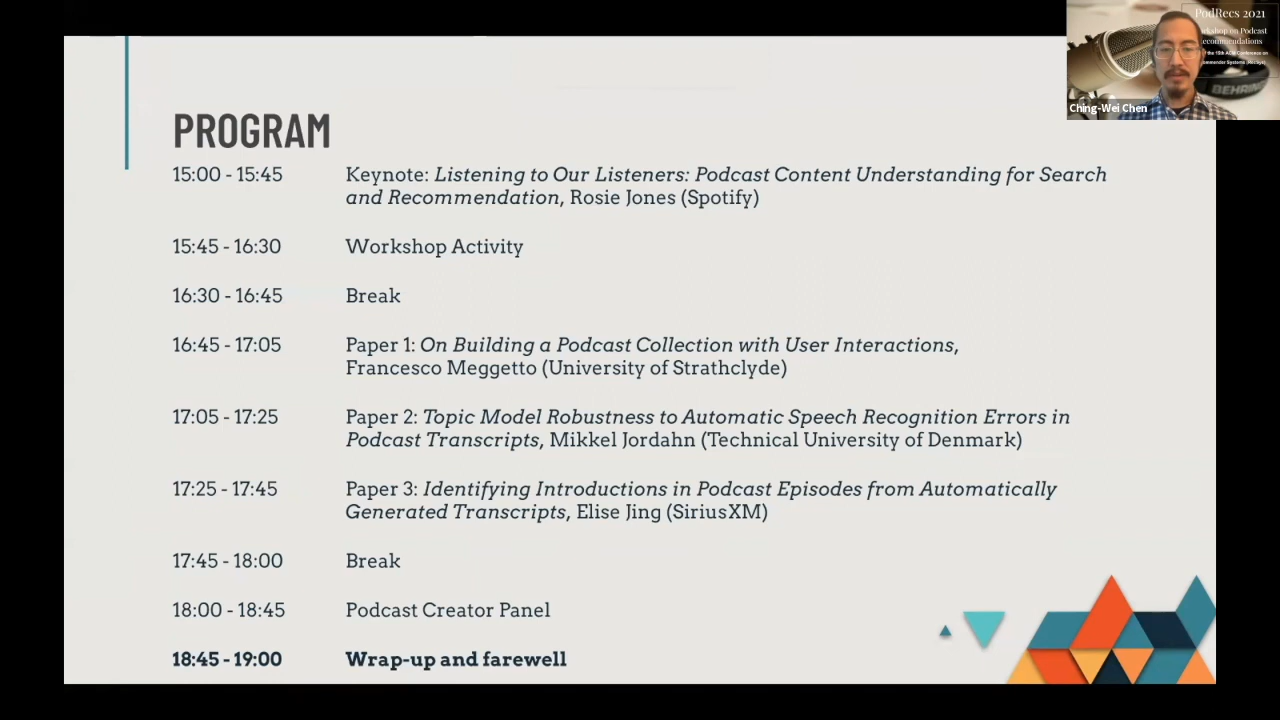 PodRecs 2021
Workshop on Podcast
Recommendations
Ching-Wei Chen
BEHRING
PROGRAM
15:00 - 15:45 Keynote: Listening to Our Listeners: Podcast Content Understanding for Search
and Recommendation, Rosie Jones (Spotify)
15:45 - 16:30 Workshop Activity
16:30 - 16:45 Break
16:45 - 17:05 Paper 1: On Building a Podcast Collection with User Interactions,
Francesco Meggetto (University of Strathclyde)
17:05 - 17:25 Paper 2: Topic Model Robustness to Automatic Speech Recognition Errors in
Podcast Transcripts, Mikkel Jordahn (Technical University of Denmark)
17:25 - 17:45 Paper 3: Identifying Introductions in Podcast Episodes from Automatically
Generated Transcripts, Elise Jing (SiriusXM)
17:45 - 18:00 Break
18:00 - 18:45 Podcast Creator Panel
18:45 - 19:00 Wrap-up and farewell